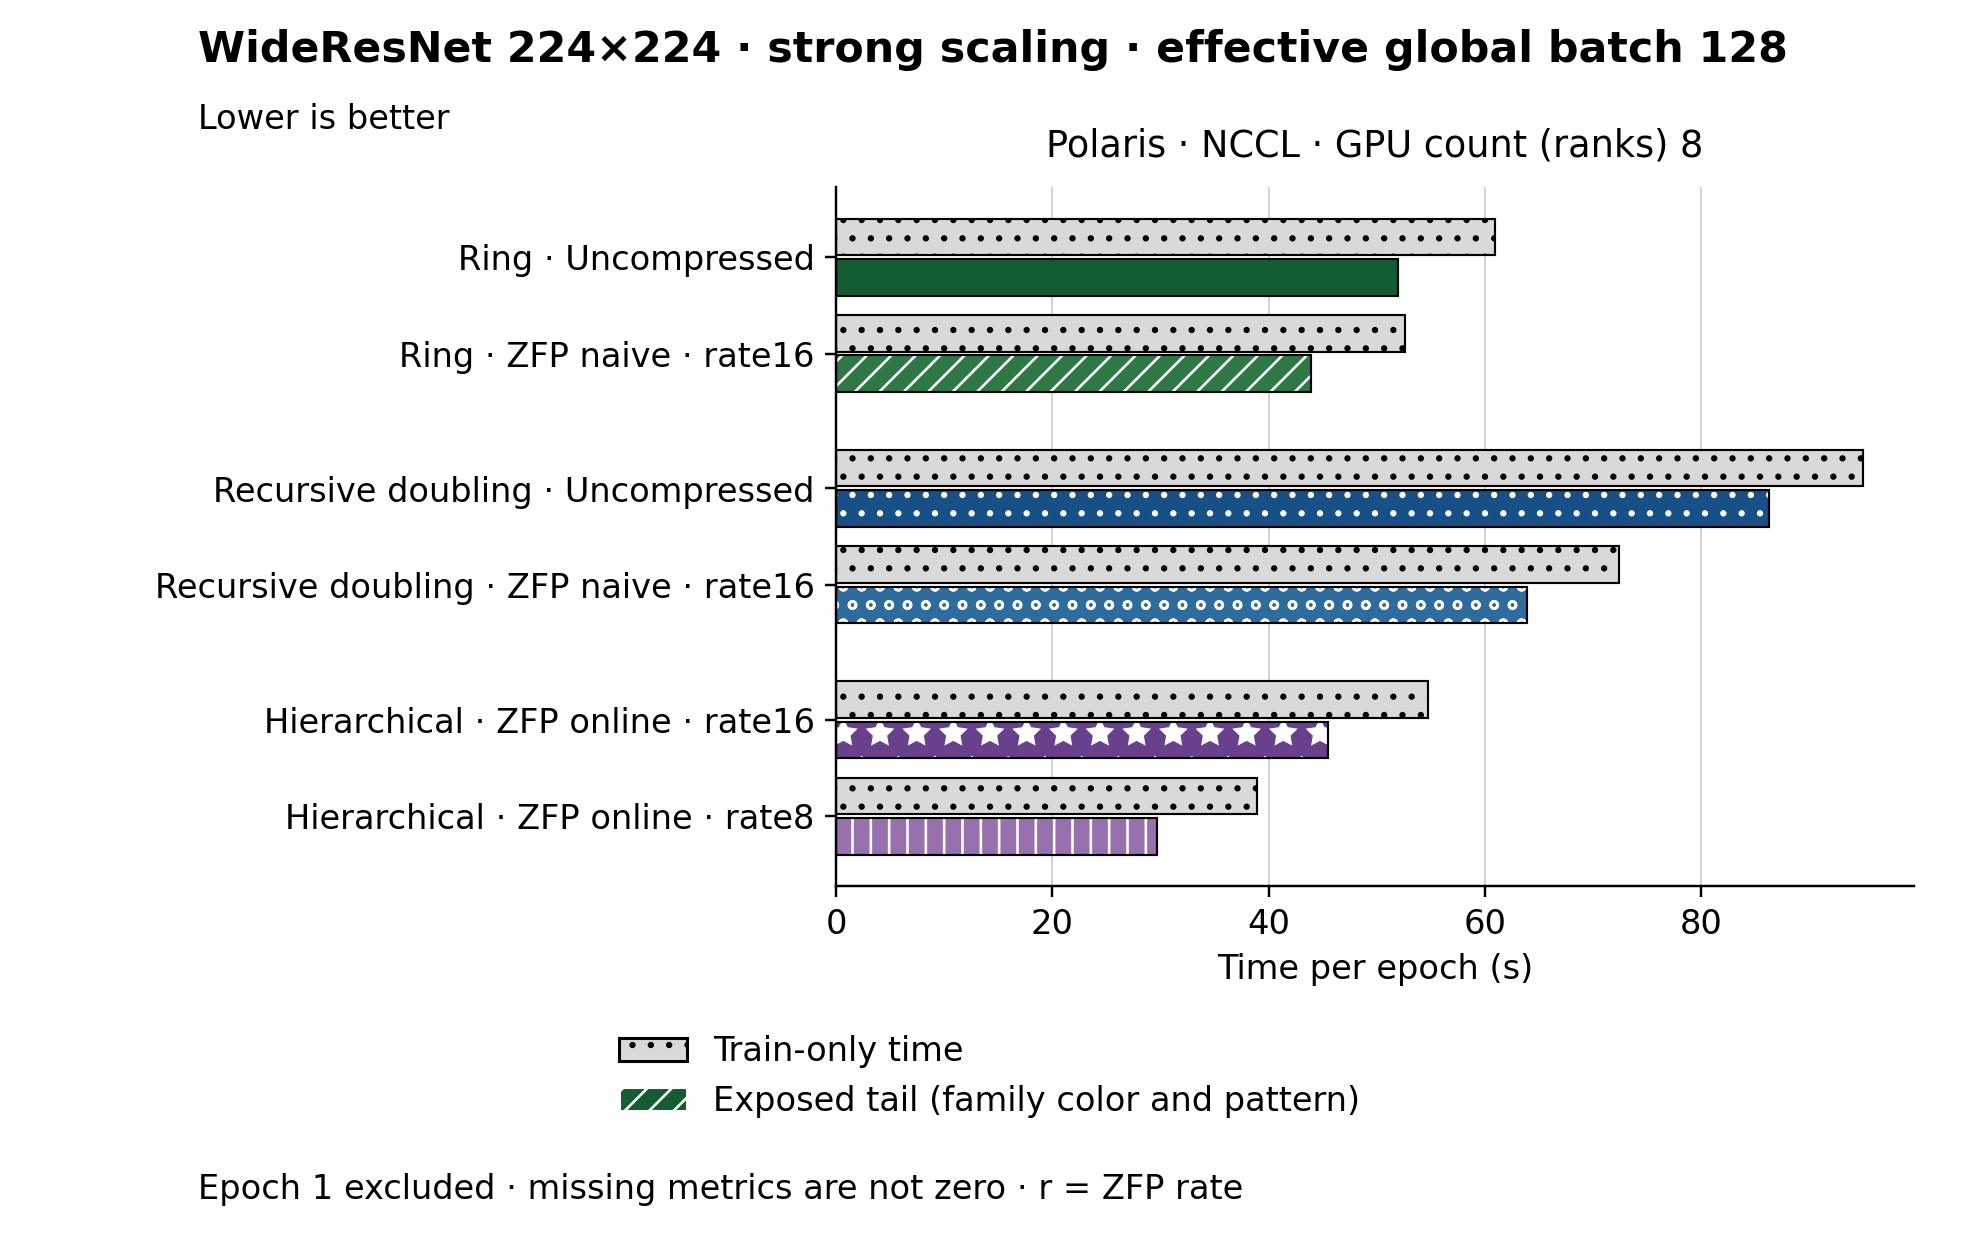 WideResNet 224×224 · strong scaling · effective global batch 128
Lower is better
Polaris · NCCL · GPU count (ranks) 8
Ring · Uncompressed
Ring · ZFP naive · rate16
Recursive doubling · Uncompressed
Recursive doubling · ZFP naive · rate16
Hierarchical · ZFP online · rate16
Hierarchical · ZFP online · rate8
0 20 40 60 80
Time per epoch (s)
Train-only time
Exposed tail (family color and pattern)
Epoch 1 excluded · missing metrics are not zero · r = ZFP rate